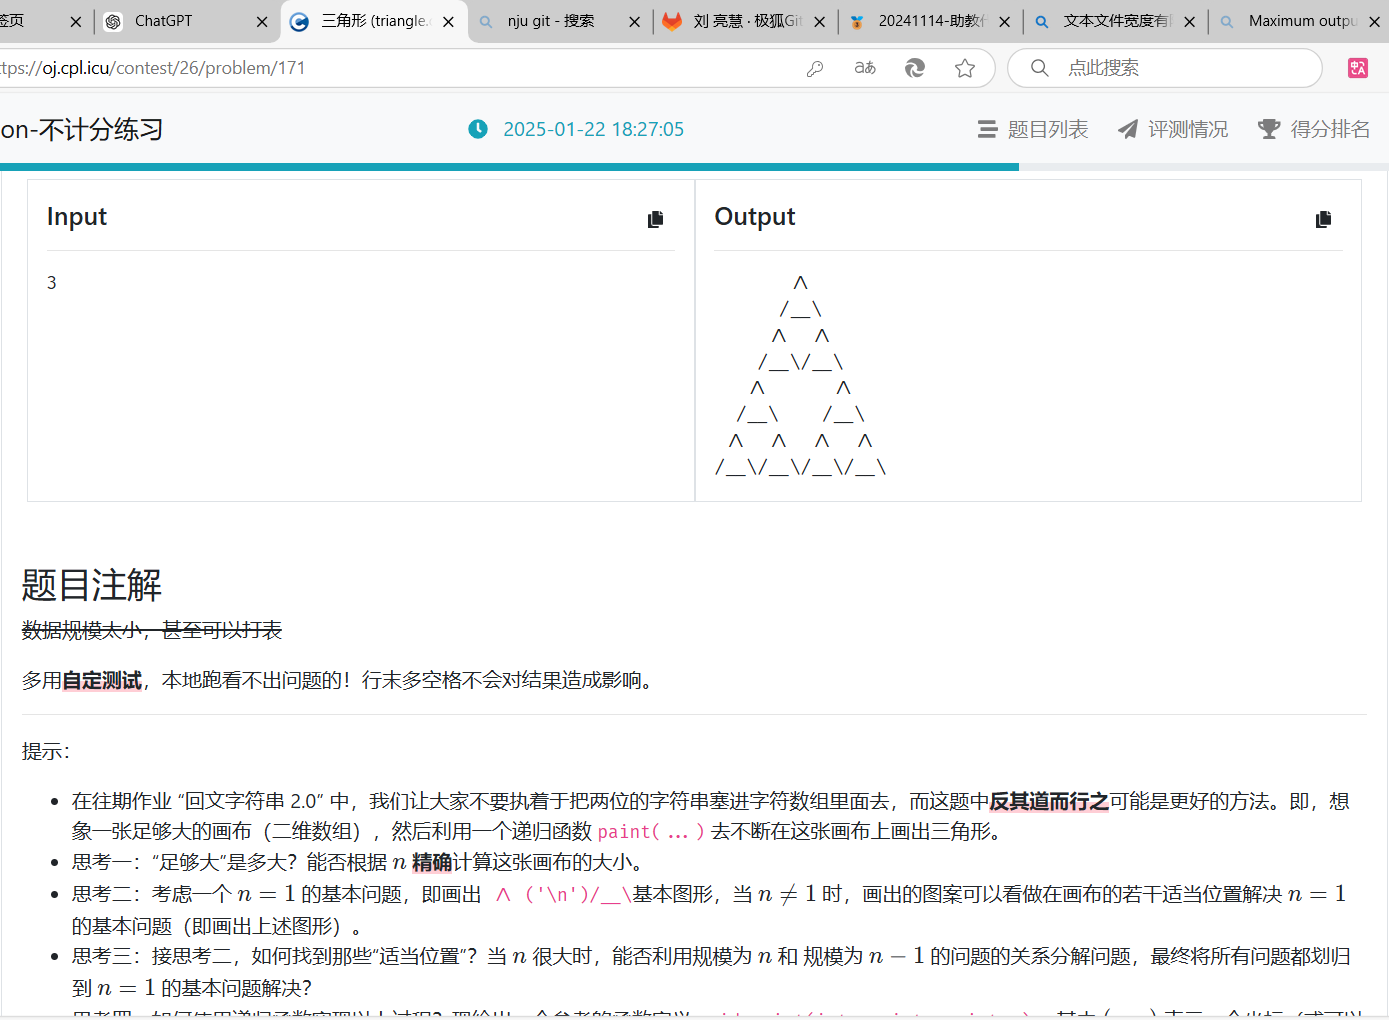 签页
ChatGPT
三角形 (triangle.
nju git - 搜索
刘 亮慧 · 极狐Git
20241114-助教
文本文件宽度有
Maximum outpu
ttps://oj.cpl.icu/contest/26/problem/171
点此搜索
on-不计分练习
2025-01-22 18:27:05
题目列表
评测情况
得分排名
Input
Output
3
       /\
      /__\
     /\  /\
    /__\/__\
   /\      /\
  /__\    /__\
 /\  /\  /\  /\
/__\/__\/__\/__\
题目注解
数据规模太小，甚至可以打表
多用自定测试，本地跑看不出问题的！行末多空格不会对结果造成影响。
提示：
在往期作业 “回文字符串 2.0” 中，我们让大家不要执着于把两位的字符串塞进字符数组里面去，而这题中反其道而行之可能是更好的方法。即，想
象一张足够大的画布（二维数组），然后利用一个递归函数 paint(...) 去不断在这张画布上画出三角形。
思考一：“足够大”是多大？能否根据 n 精确计算这张画布的大小。
思考二：考虑一个 n = 1 的基本问题，即画出 /\ ('\n')/__\基本图形，当 n ≠ 1 时，画出的图案可以看做在画布的若干适当位置解决 n = 1
的基本问题（即画出上述图形）。
思考三：接思考二，如何找到那些“适当位置”？当 n 很大时，能否利用规模为 n 和 规模为 n − 1 的问题的关系分解问题，最终将所有问题都划归
到 n = 1 的基本问题解决？